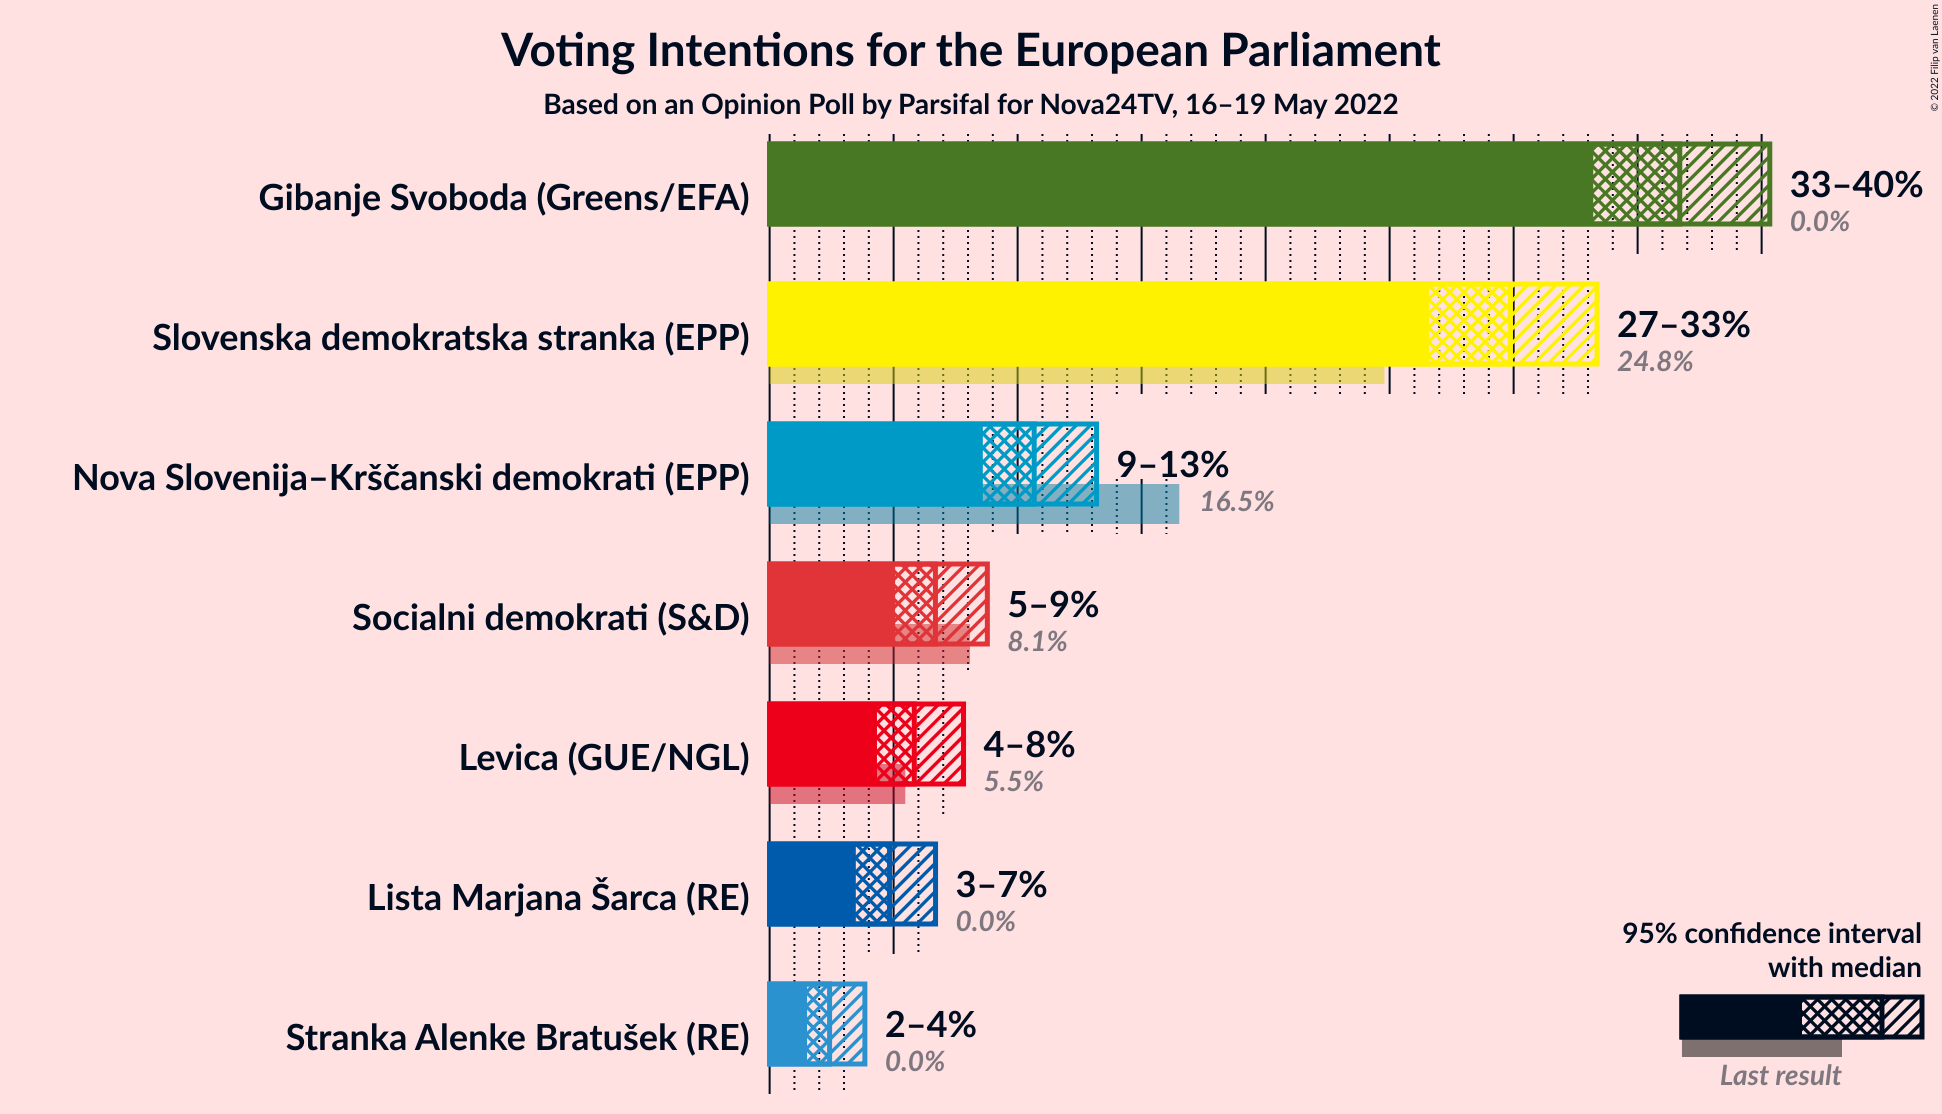 Voting Intentions for the European Parliament
Based on an Opinion Poll by Parsifal for Nova24TV, 16–19 May 2022
© 2022 Filip van Laenen
Gibanje Svoboda (Greens/EFA)
33–40%
0.0%
Slovenska demokratska stranka (EPP)
27–33%
24.8%
Nova Slovenija–Krščanski demokrati (EPP)
9–13%
16.5%
Socialni demokrati (S&D)
5–9%
8.1%
Levica (GUE/NGL)
4–8%
5.5%
Lista Marjana Šarca (RE)
3–7%
0.0%
Stranka Alenke Bratušek (RE)
2–4%
0.0%
95% confidence interval
with median
Last result